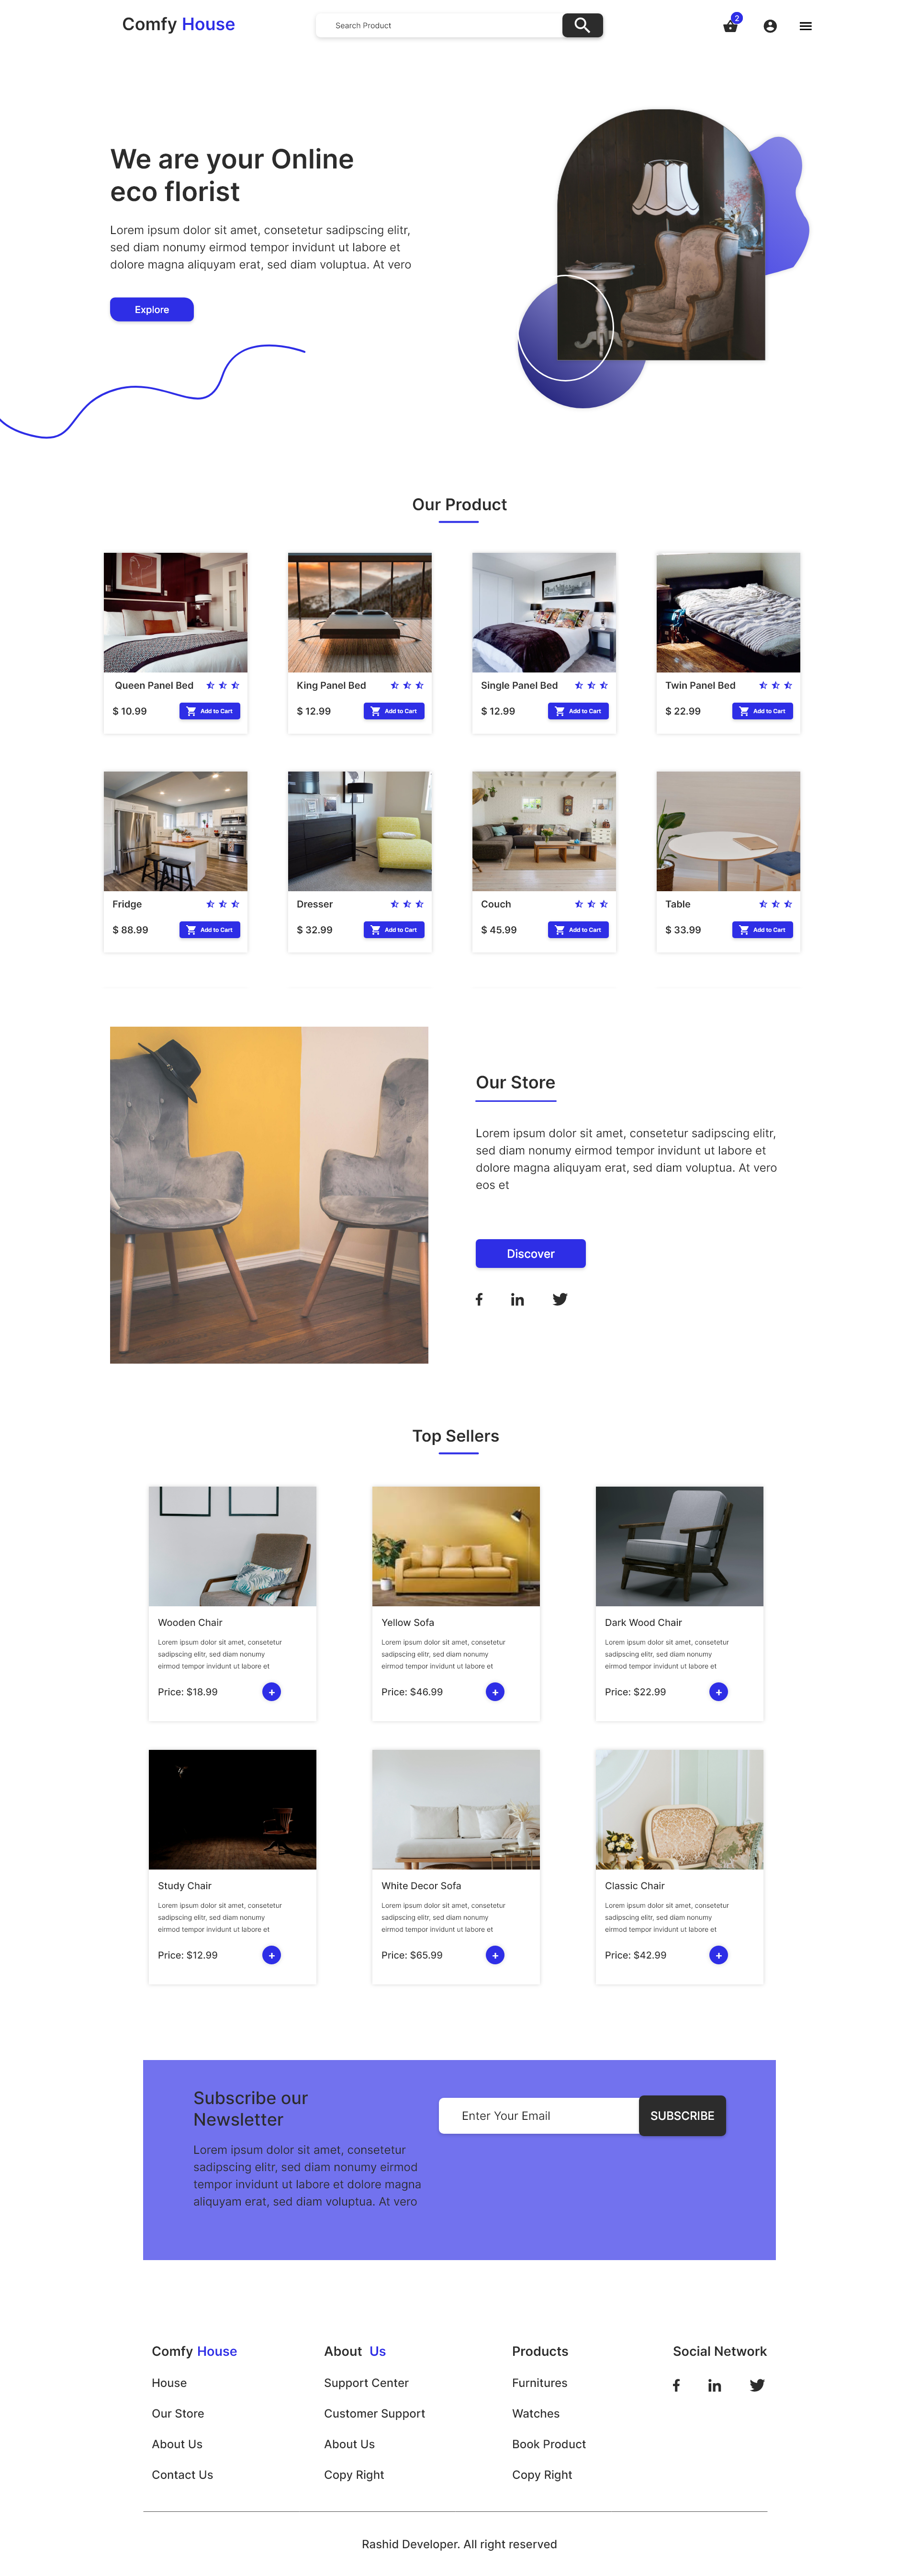 Comfy House
Search Product
2
We are your Online
eco florist
Lorem ipsum dolor sit amet, consetetur sadipscing elitr,
sed diam nonumy eirmod tempor invidunt ut labore et
dolore magna aliquyam erat, sed diam voluptua. At vero
Explore
Our Product
Queen Panel Bed
$ 10.99
Add to Cart
King Panel Bed
$ 12.99
Add to Cart
Single Panel Bed
$ 12.99
Add to Cart
Twin Panel Bed
$ 22.99
Add to Cart
Fridge
$ 88.99
Add to Cart
Dresser
$ 32.99
Add to Cart
Couch
$ 45.99
Add to Cart
Table
$ 33.99
Add to Cart
Our Store
Lorem ipsum dolor sit amet, consetetur sadipscing elitr,
sed diam nonumy eirmod tempor invidunt ut labore et
dolore magna aliquyam erat, sed diam voluptua. At vero
eos et
Discover
Top Sellers
Wooden Chair
Lorem ipsum dolor sit amet, consetetur
sadipscing elitr, sed diam nonumy
eirmod tempor invidunt ut labore et
Price: $18.99
+
Yellow Sofa
Lorem ipsum dolor sit amet, consetetur
sadipscing elitr, sed diam nonumy
eirmod tempor invidunt ut labore et
Price: $46.99
+
Dark Wood Chair
Lorem ipsum dolor sit amet, consetetur
sadipscing elitr, sed diam nonumy
eirmod tempor invidunt ut labore et
Price: $22.99
+
Study Chair
Lorem ipsum dolor sit amet, consetetur
sadipscing elitr, sed diam nonumy
eirmod tempor invidunt ut labore et
Price: $12.99
+
White Decor Sofa
Lorem ipsum dolor sit amet, consetetur
sadipscing elitr, sed diam nonumy
eirmod tempor invidunt ut labore et
Price: $65.99
+
Classic Chair
Lorem ipsum dolor sit amet, consetetur
sadipscing elitr, sed diam nonumy
eirmod tempor invidunt ut labore et
Price: $42.99
+
Subscribe our
Newsletter
Lorem ipsum dolor sit amet, consetetur
sadipscing elitr, sed diam nonumy eirmod
tempor invidunt ut labore et dolore magna
aliquyam erat, sed diam voluptua. At vero
Enter Your Email
SUBSCRIBE
Comfy House
House
Our Store
About Us
Contact Us
About Us
Support Center
Customer Support
About Us
Copy Right
Products
Furnitures
Watches
Book Product
Copy Right
Social Network
Rashid Developer. All right reserved